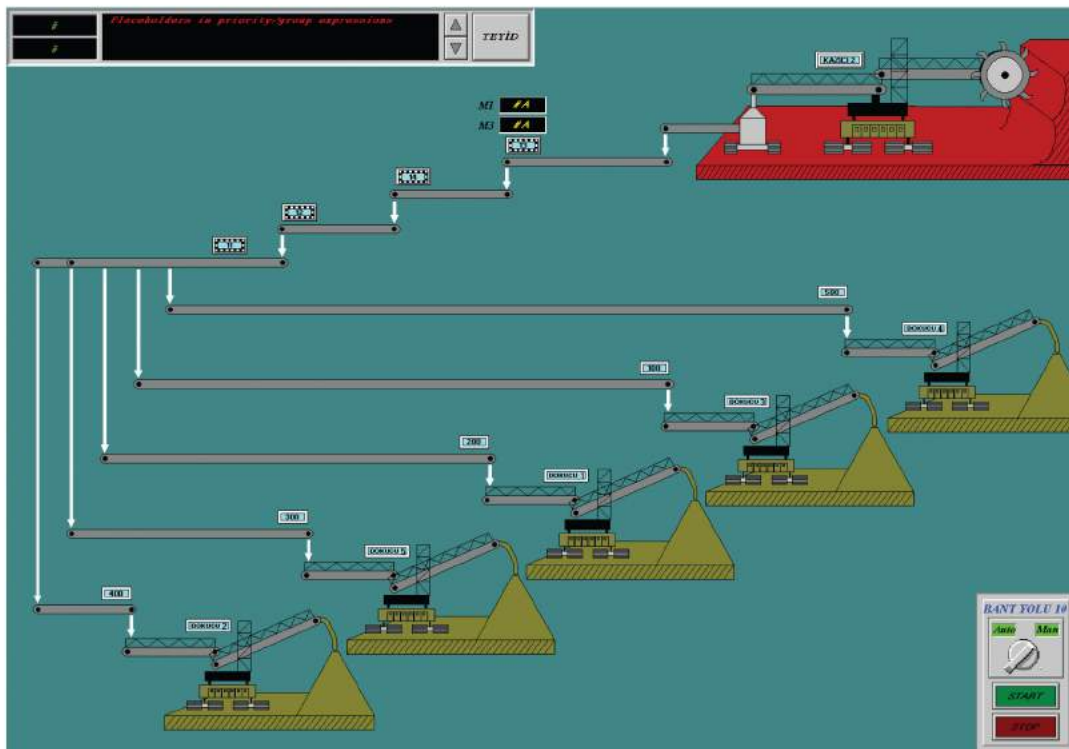 #
Placeholders in priority/group expressions
#
TEYİD
KAZICI 2
M1
#A
M3
#A
500
DOKUCU 4
100
DOKUCU 3
200
DOKUCU 1
300
DOKUCU 5
400
DOKUCU 2
BANT YOLU 10
Auto
Man
START
STOP